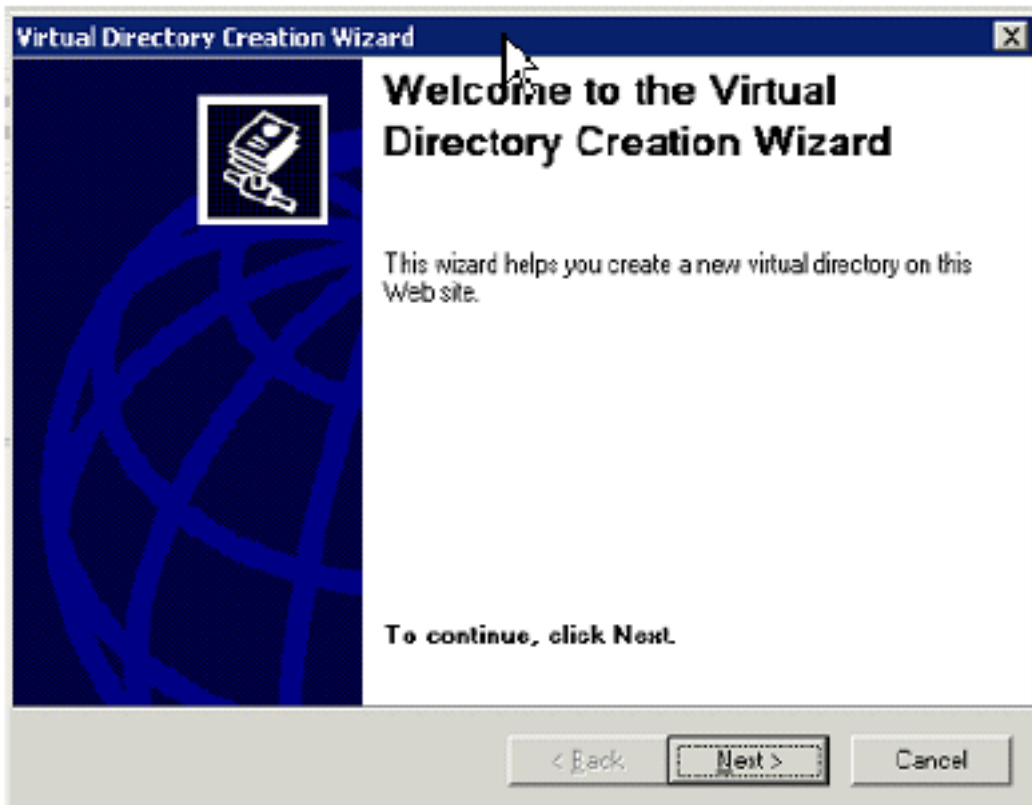 Virtual Directory Creation Wizard
Welcome to the Virtual
Directory Creation Wizard
This wizard helps you create a new virtual directory on this
Web site.
To continue, click Next.
< Back
Next >
Cancel